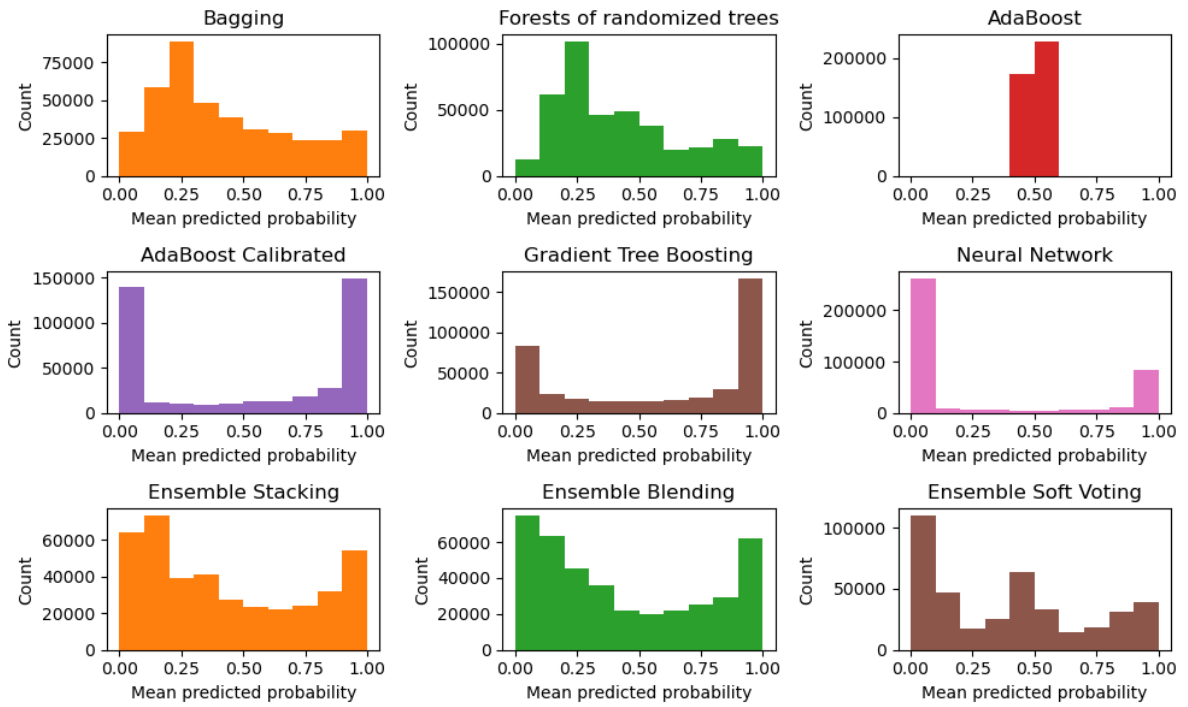 Bagging
Forests of randomized trees
AdaBoost
Count
75000
50000
25000
0
0.00 0.25 0.50 0.75 1.00
Mean predicted probability
Count
100000
50000
0
0.00 0.25 0.50 0.75 1.00
Mean predicted probability
Count
200000
100000
0
0.00 0.25 0.50 0.75 1.00
Mean predicted probability
AdaBoost Calibrated
Gradient Tree Boosting
Neural Network
Count
150000
100000
50000
0
0.00 0.25 0.50 0.75 1.00
Mean predicted probability
Count
150000
100000
50000
0
0.00 0.25 0.50 0.75 1.00
Mean predicted probability
Count
200000
100000
0
0.00 0.25 0.50 0.75 1.00
Mean predicted probability
Ensemble Stacking
Ensemble Blending
Ensemble Soft Voting
Count
60000
40000
20000
0
0.00 0.25 0.50 0.75 1.00
Mean predicted probability
Count
60000
40000
20000
0
0.00 0.25 0.50 0.75 1.00
Mean predicted probability
Count
100000
50000
0
0.00 0.25 0.50 0.75 1.00
Mean predicted probability